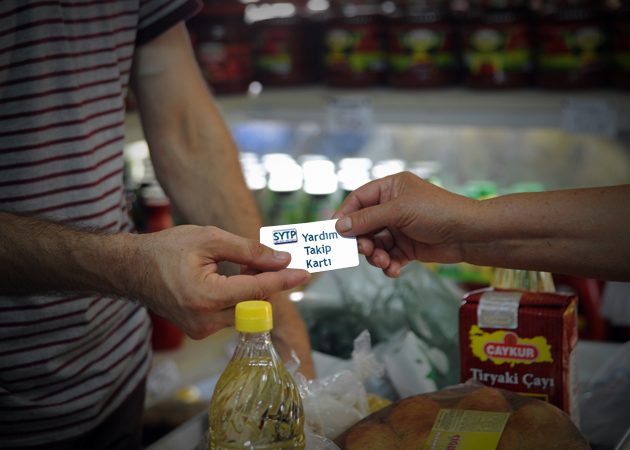 SYTP
Yardım
Takip
Kartı
ÇAYKUR
Tiryaki Çayı